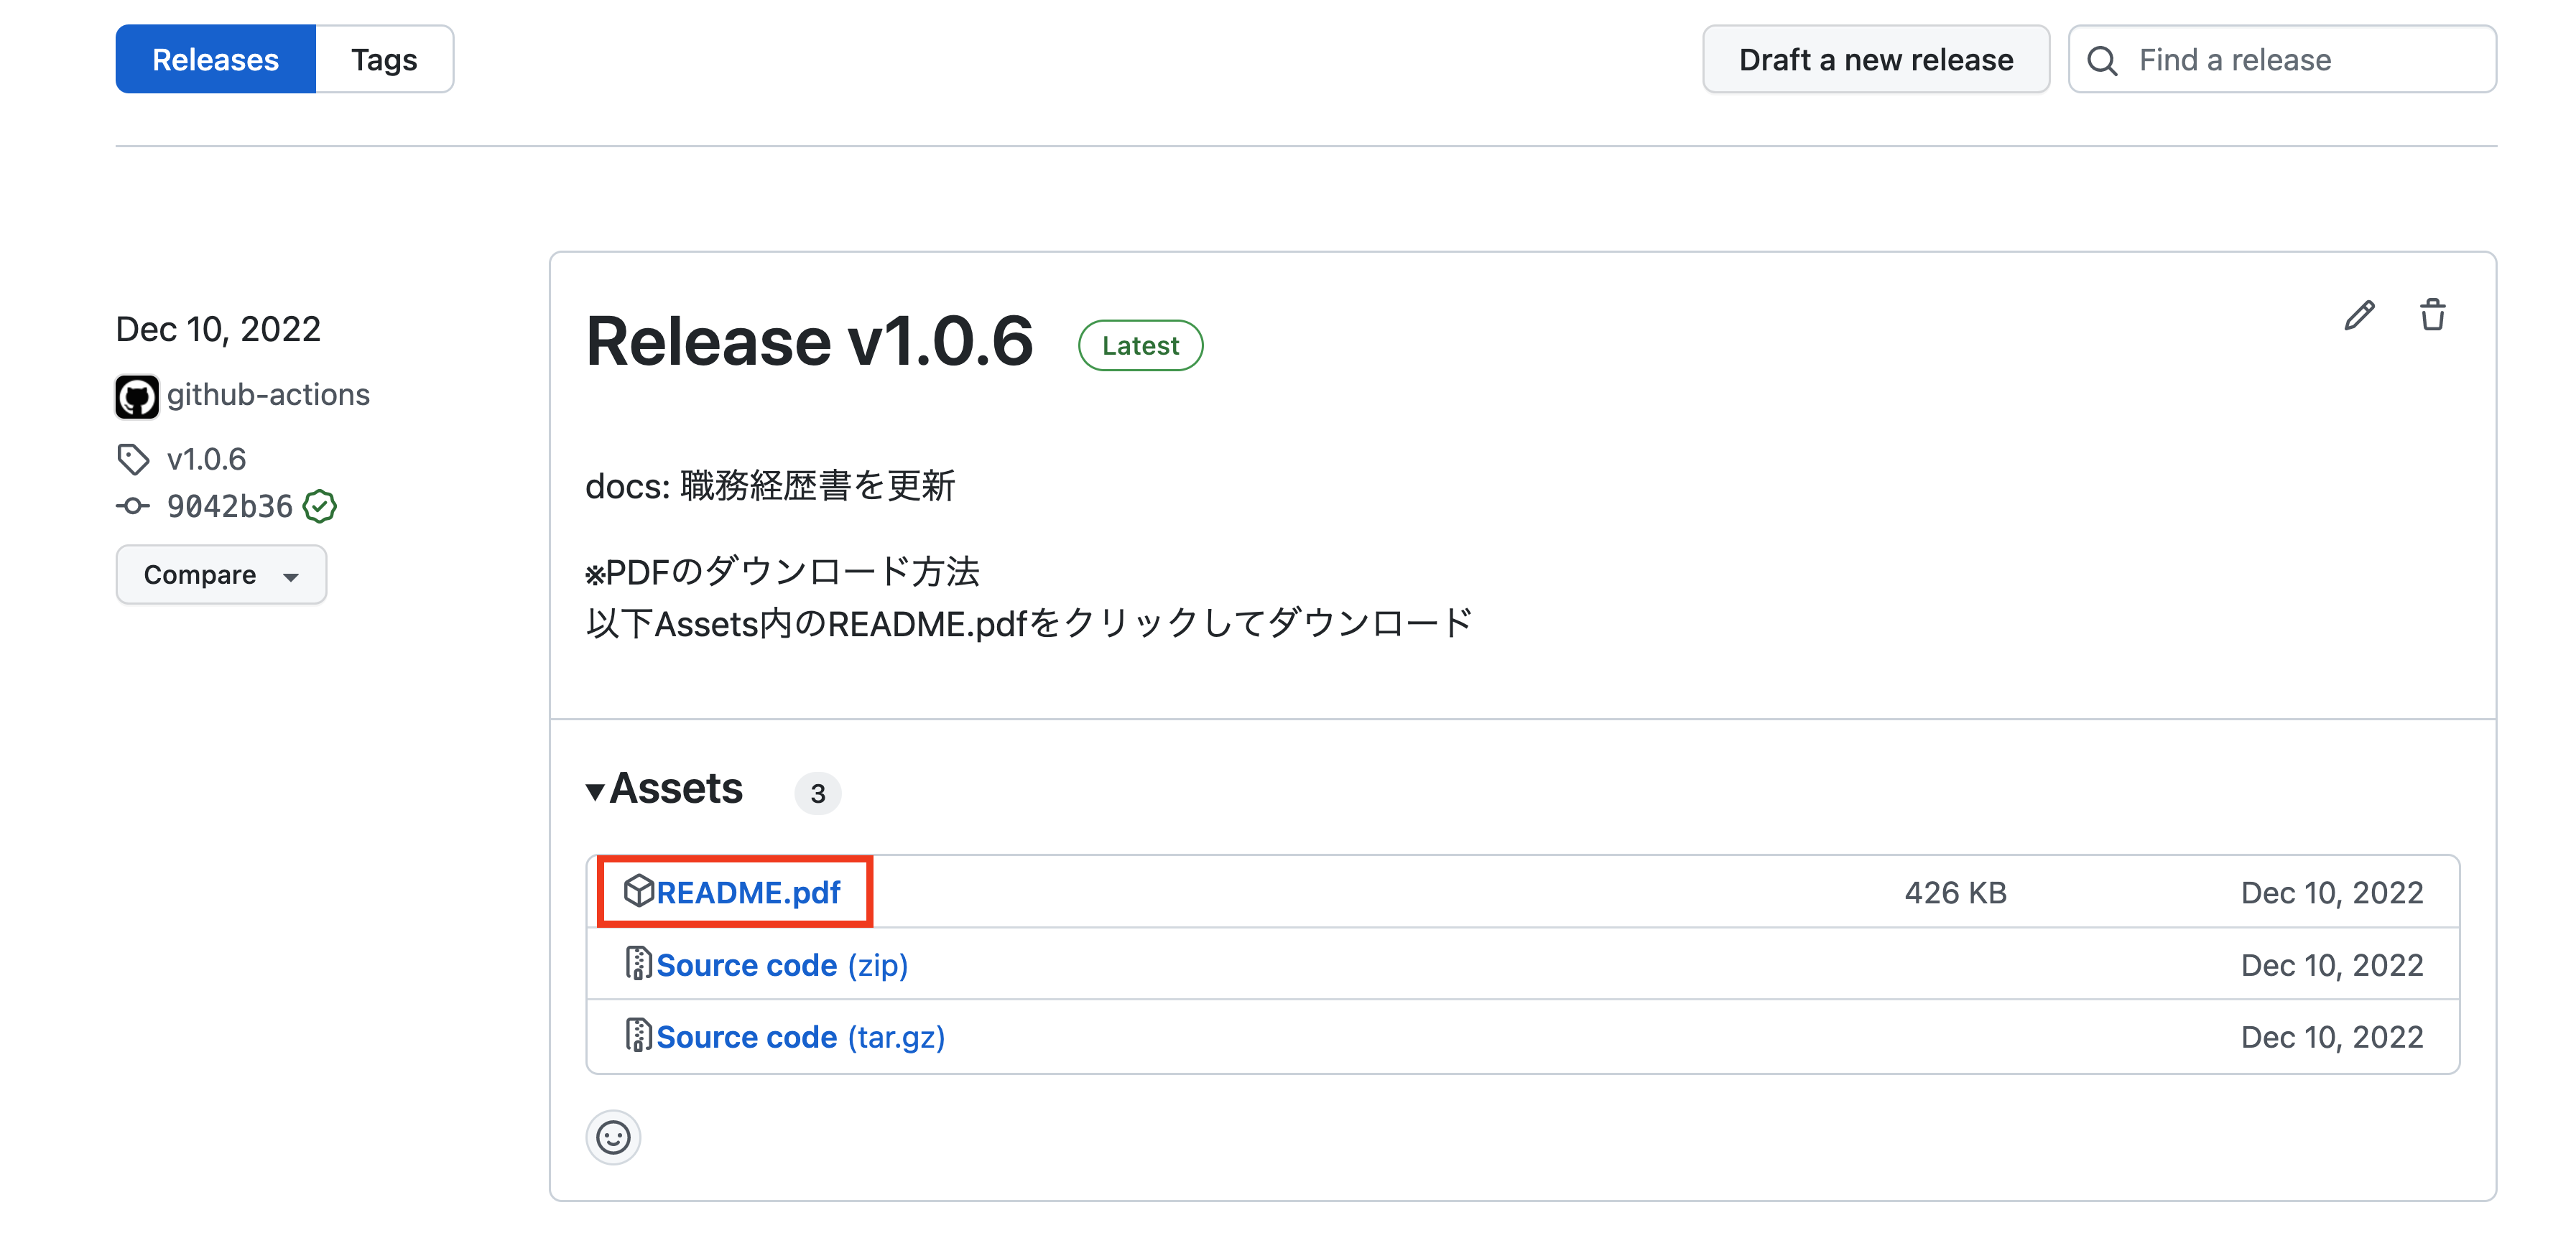 Releases Tags Draft a new release Find a release
Dec 10, 2022
github-actions
v1.0.6
9042b36
Compare
Release v1.0.6 Latest
docs: 職務経歴書を更新
※PDFのダウンロード方法
以下Assets内のREADME.pdfをクリックしてダウンロード
Assets 3
README.pdf 426 KB Dec 10, 2022
Source code (zip) Dec 10, 2022
Source code (tar.gz) Dec 10, 2022